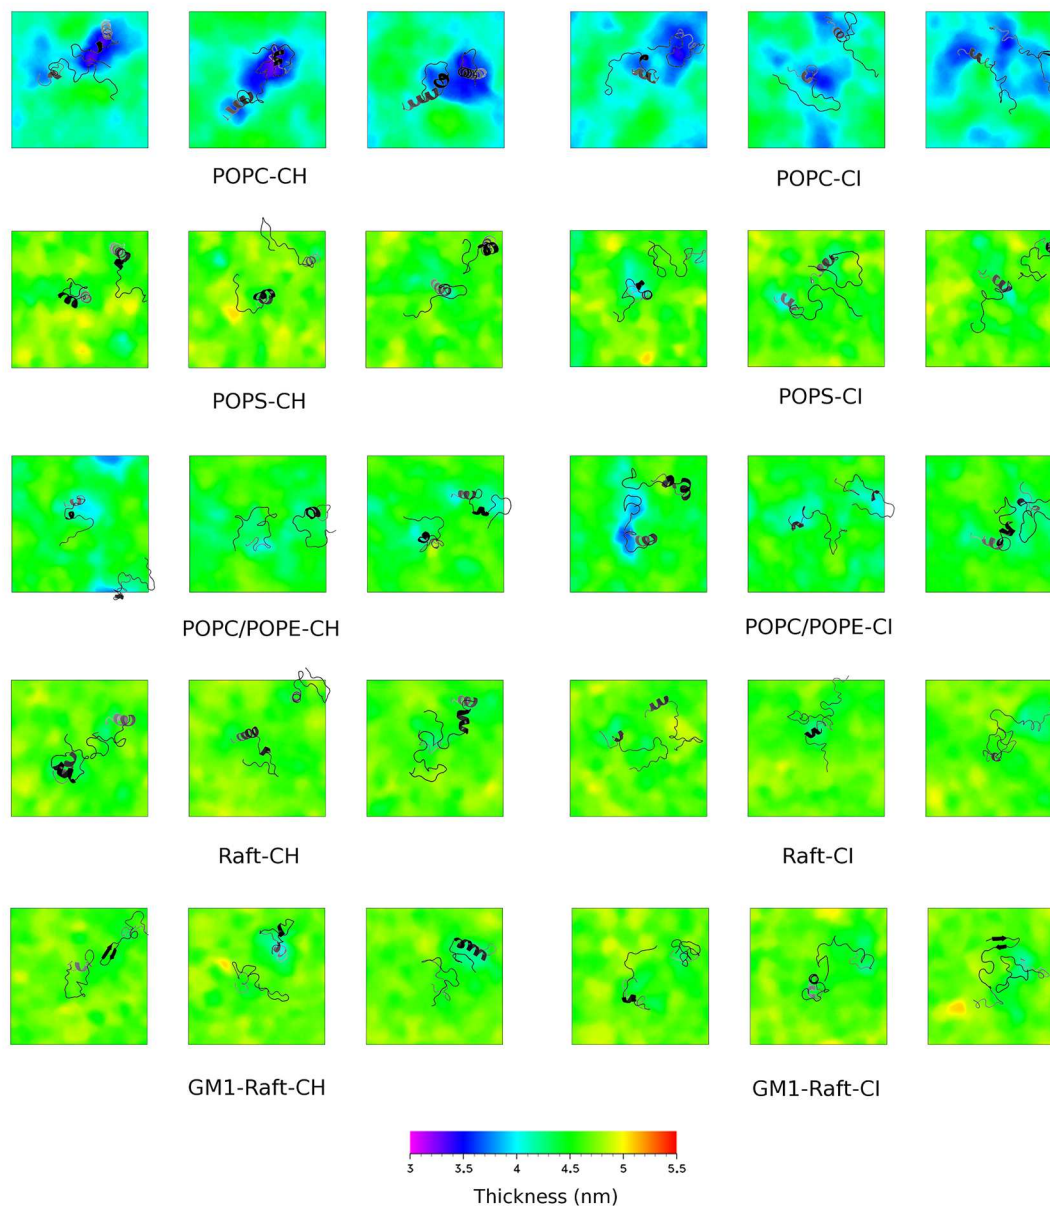 POPC-CH POPC-CI
POPS-CH POPS-CI
POPC/POPE-CH POPC/POPE-CI
Raft-CH Raft-CI
GM1-Raft-CH GM1-Raft-CI
3 3.5 4 4.5 5 5.5
Thickness (nm)